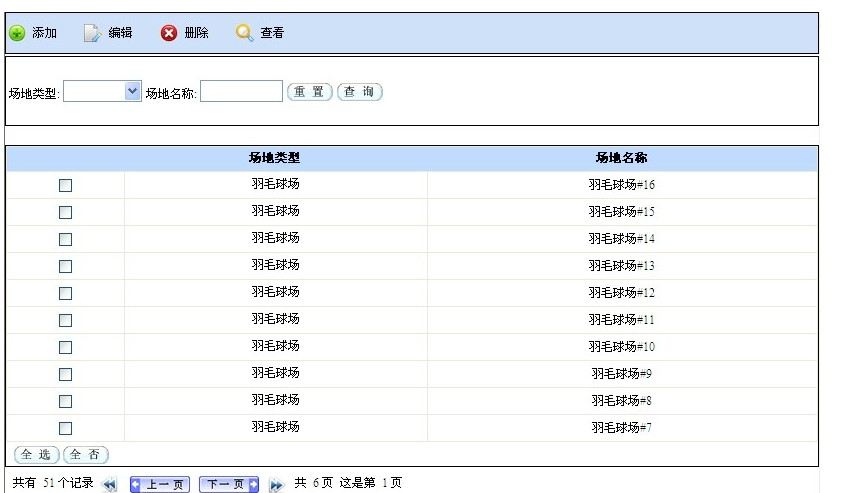 添加 编辑 删除 查看
场地类型: 场地名称: 重 置 查 询
场地类型 场地名称
羽毛球场 羽毛球场#16
羽毛球场 羽毛球场#15
羽毛球场 羽毛球场#14
羽毛球场 羽毛球场#13
羽毛球场 羽毛球场#12
羽毛球场 羽毛球场#11
羽毛球场 羽毛球场#10
羽毛球场 羽毛球场#9
羽毛球场 羽毛球场#8
羽毛球场 羽毛球场#7
全 选 全 否
共有 51个记录 上一页 下一页 共 6页 这是第 1页